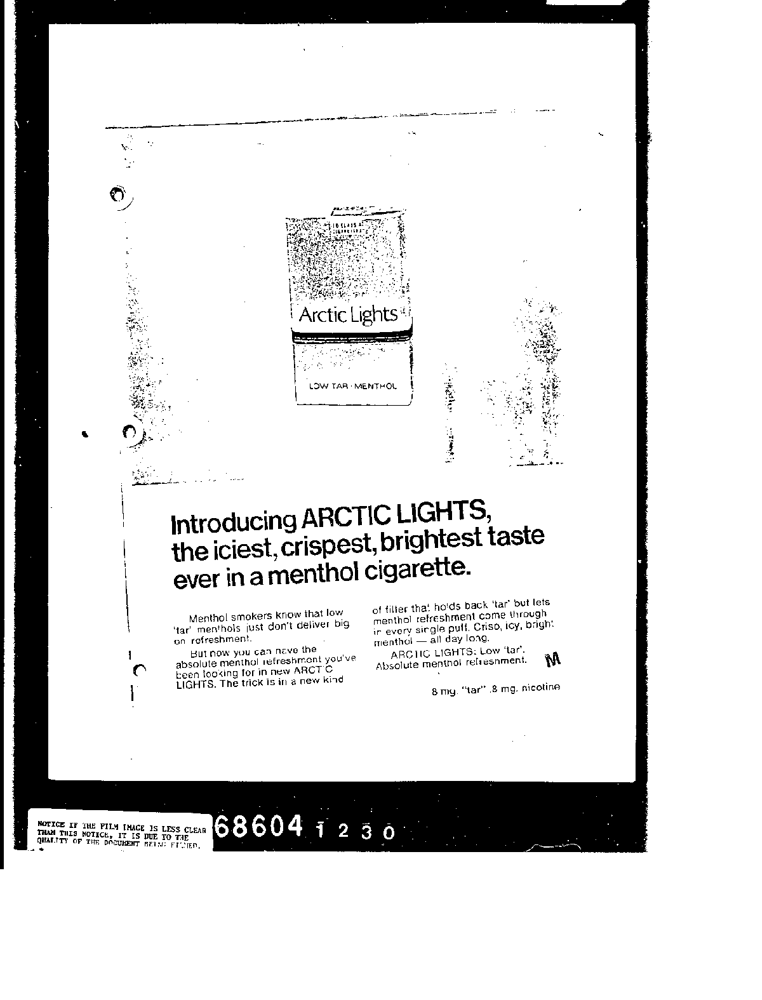 Arctic Lights
LOW TAR · MENTHOL
Introducing ARCTIC LIGHTS,
the iciest, crispest, brightest taste
ever in a menthol cigarette.
Menthol smokers know that low
'tar' menthols just don't deliver big
on refreshment.
But now you can have the
absolute menthol refreshment you've
been looking for in new ARCTIC
LIGHTS. The trick is in a new kind
of filter that holds back 'tar' but lets
menthol refreshment come through
in every single puff. Crisp, icy, bright
menthol — all day long.
ARCTIC LIGHTS: Low 'tar'.
Absolute menthol refreshment.
M
8 mg. "tar" .8 mg. nicotine
NOTICE IF THE FILM IMAGE IS LESS CLEAR
THAN THIS NOTICE, IT IS DUE TO THE
QUALITY OF THE DOCUMENT BEING FILMED.
68604 1230